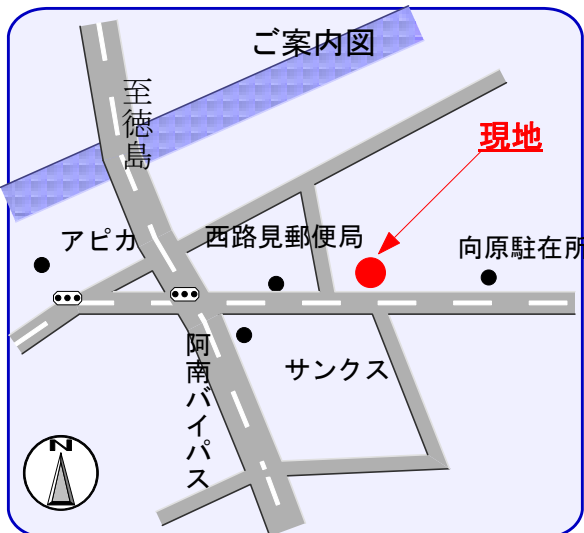 ご案内図
至徳島
現地
アピカ
西路見郵便局
向原駐在所
阿南バイパス
サンクス
N